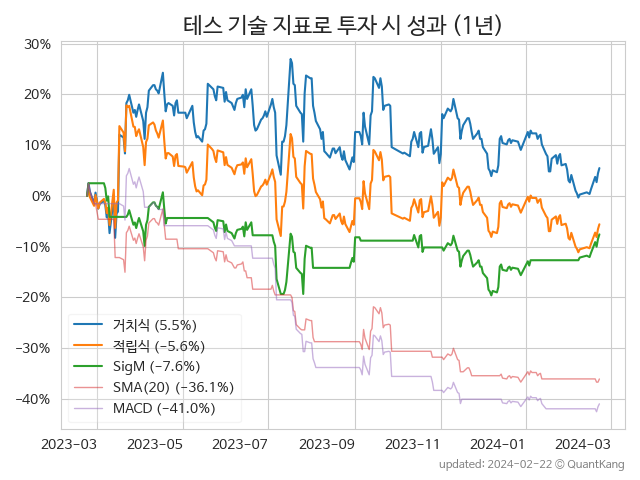 테스 기술 지표로 투자 시 성과 (1년)
30%
20%
10%
0%
−10%
−20%
−30%
−40%
거치식 (5.5%)
적립식 (−5.6%)
SigM (−7.6%)
SMA(20) (−36.1%)
MACD (−41.0%)
2023-03 2023-05 2023-07 2023-09 2023-11 2024-01 2024-03
updated: 2024-02-22 © QuantKang